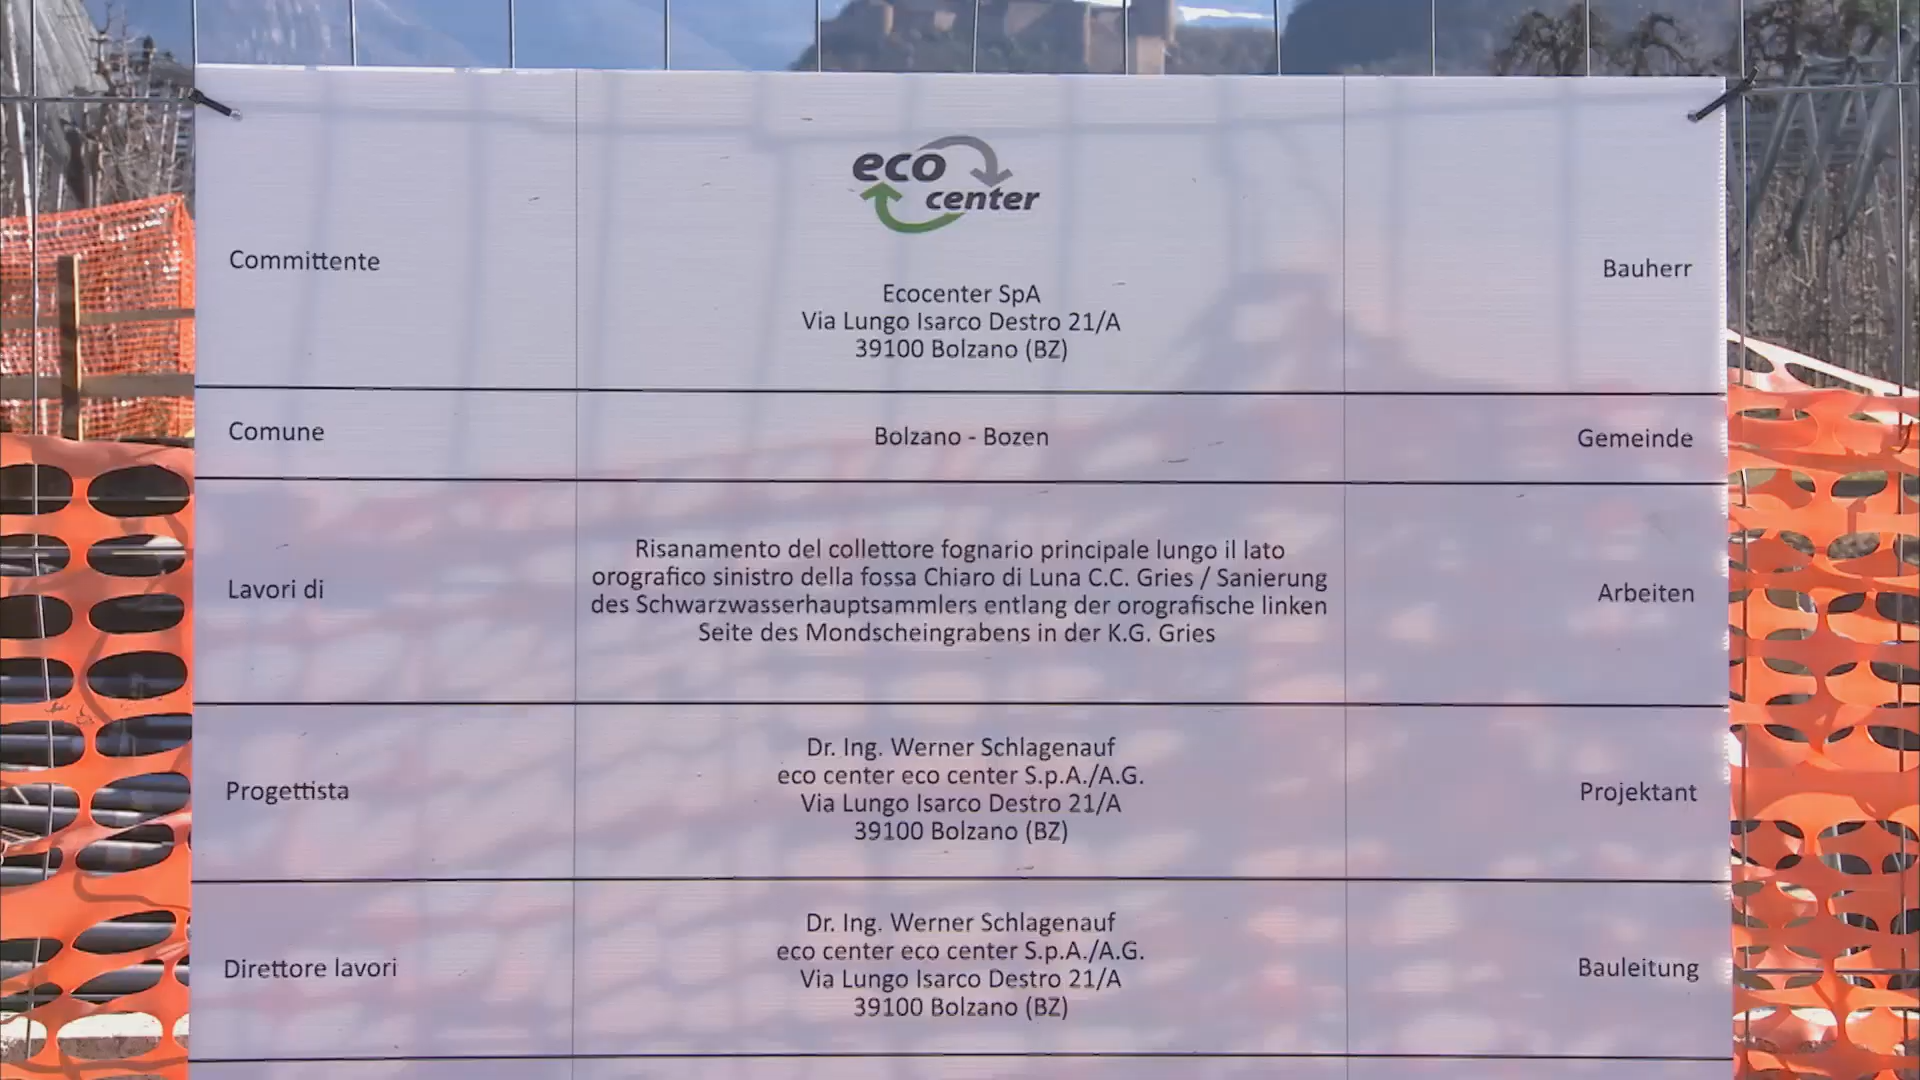 eco
center
Committente
Ecocenter SpA
Via Lungo Isarco Destro 21/A
39100 Bolzano (BZ)
Bauherr
Comune
Bolzano - Bozen
Gemeinde
Lavori di
Risanamento del collettore fognario principale lungo il lato
orografico sinistro della fossa Chiaro di Luna C.C. Gries / Sanierung
des Schwarzwasserhauptsammlers entlang der orografische linken
Seite des Mondscheingrabens in der K.G. Gries
Arbeiten
Progettista
Dr. Ing. Werner Schlagenauf
eco center eco center S.p.A./A.G.
Via Lungo Isarco Destro 21/A
39100 Bolzano (BZ)
Projektant
Direttore lavori
Dr. Ing. Werner Schlagenauf
eco center eco center S.p.A./A.G.
Via Lungo Isarco Destro 21/A
39100 Bolzano (BZ)
Bauleitung